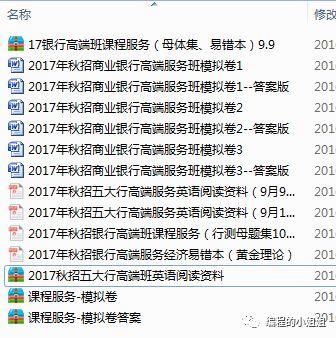 名称
修改
17银行高端班课程服务（母体集、易错本）9.9
201
2017年秋招商业银行高端服务班模拟卷1
201
2017年秋招商业银行高端服务班模拟卷1--答案版
201
2017年秋招商业银行高端服务班模拟卷2
201
2017年秋招商业银行高端服务班模拟卷2--答案版
201
2017年秋招商业银行高端服务班模拟卷3
201
2017年秋招商业银行高端服务班模拟卷3--答案版
201
2017年秋招五大行高端服务英语阅读资料（9月9...
201
2017年秋招五大行高端服务英语阅读资料（9月1...
201
2017年秋招银行高端班课程服务（行测母题集10...
201
2017年秋招银行高端班服务经济易错本（黄金理论）
201
2017秋招五大行高端班英语阅读资料
201
课程服务-模拟卷
课程服务-模拟卷答案
编程的小姐姐